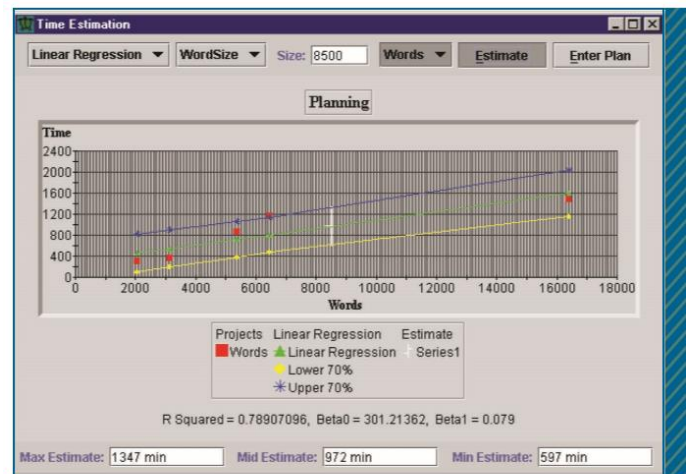 Time Estimation
Linear Regression WordSize Size: 8500 Words Estimate Enter Plan
Planning
Time
2400
2000
1600
1200
800
400
0
0 2000 4000 6000 8000 10000 12000 14000 16000 18000
Words
Projects Linear Regression Estimate
Words Linear Regression Series1
Lower 70%
Upper 70%
R Squared = 0.78907096, Beta0 = 301.21362, Beta1 = 0.079
Max Estimate: 1347 min Mid Estimate: 972 min Min Estimate: 597 min